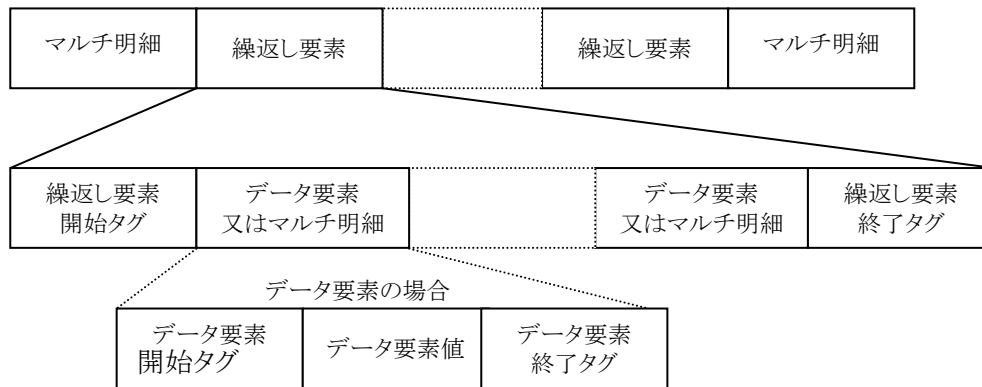 マルチ明細
繰返し要素
繰返し要素
マルチ明細
繰返し要素
開始タグ
データ要素
又はマルチ明細
データ要素
又はマルチ明細
繰返し要素
終了タグ
データ要素の場合
データ要素
開始タグ
データ要素値
データ要素
終了タグ